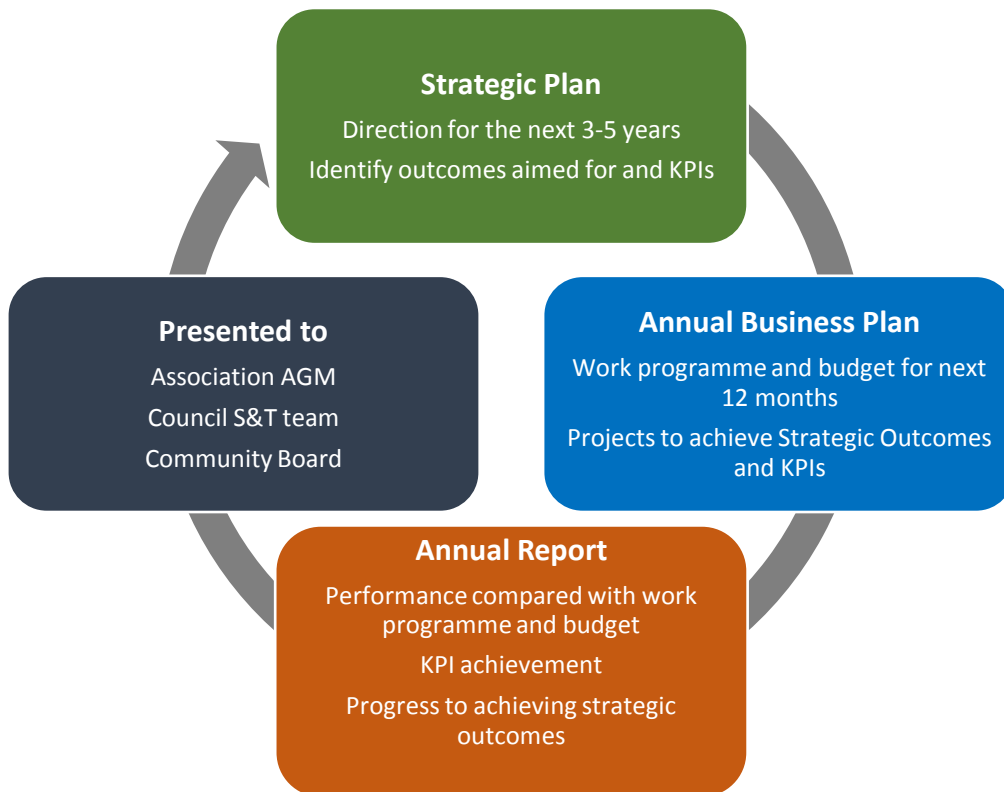 Strategic Plan
Direction for the next 3-5 years
Identify outcomes aimed for and KPIs
Annual Business Plan
Work programme and budget for next
12 months
Projects to achieve Strategic Outcomes
and KPIs
Annual Report
Performance compared with work
programme and budget
KPI achievement
Progress to achieving strategic
outcomes
Presented to
Association AGM
Council S&T team
Community Board